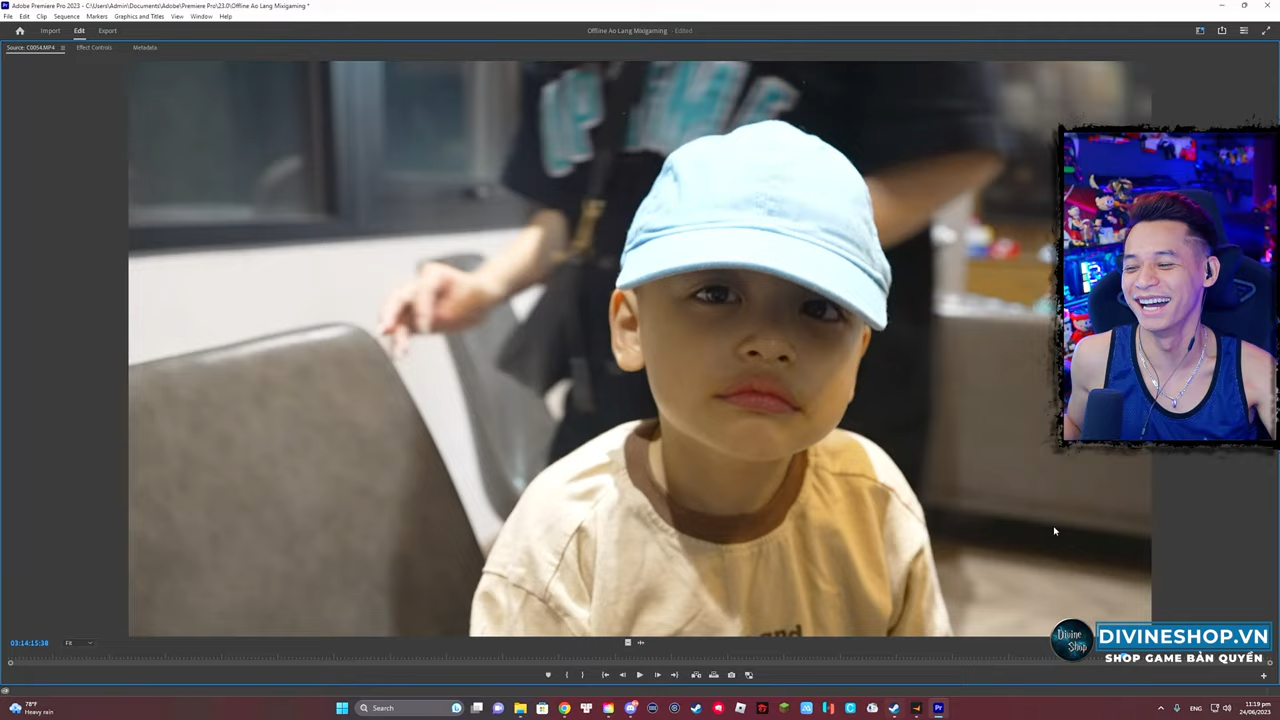 Adobe Premiere Pro 2023 - C:\Users\Admin\Documents\Adobe\Premiere Pro\23.0\Offline Ao Lang Mixigaming *
File Edit Clip Sequence Markers Graphics and Titles View Window Help
Import Edit Export
Offline Ao Lang Mixigaming - Edited
Source: C0054.MP4 Effect Controls Metadata
03:14:15:38
Fit
Divine
Shop
DIVINESHOP.VN
SHOP GAME BẢN QUYỀN
78°F
Heavy rain
Search
ENG
11:19 pm
24/06/2023